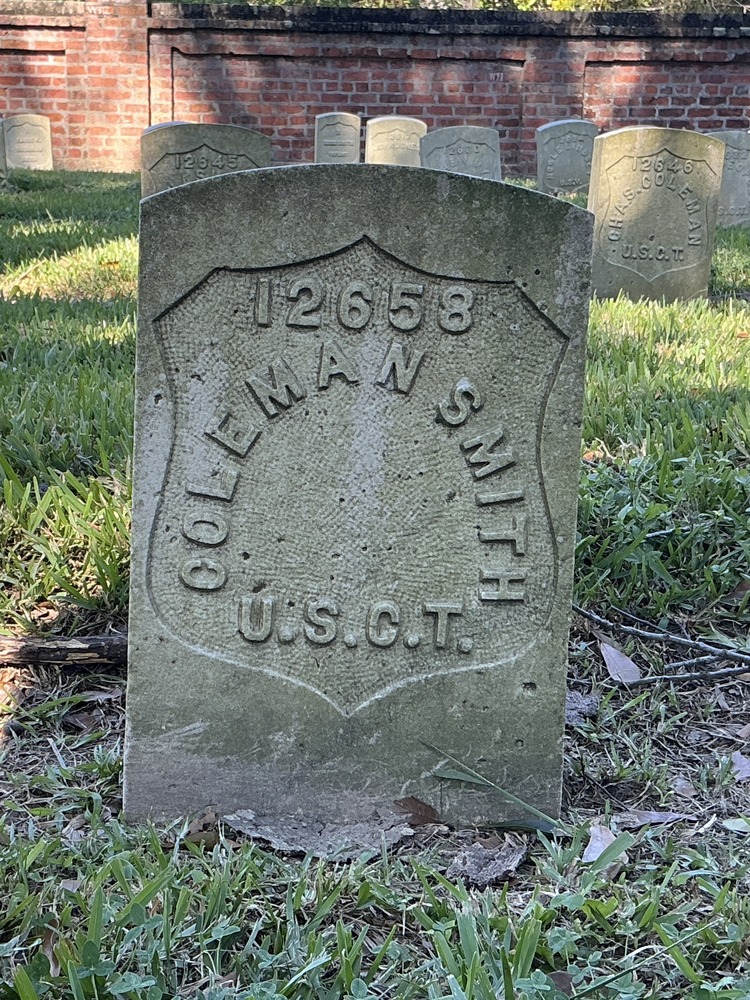 12658
COLEMAN SMITH
U.S.C.T.
12645
12646
CHAS. COLEMAN
U.S.C.T.